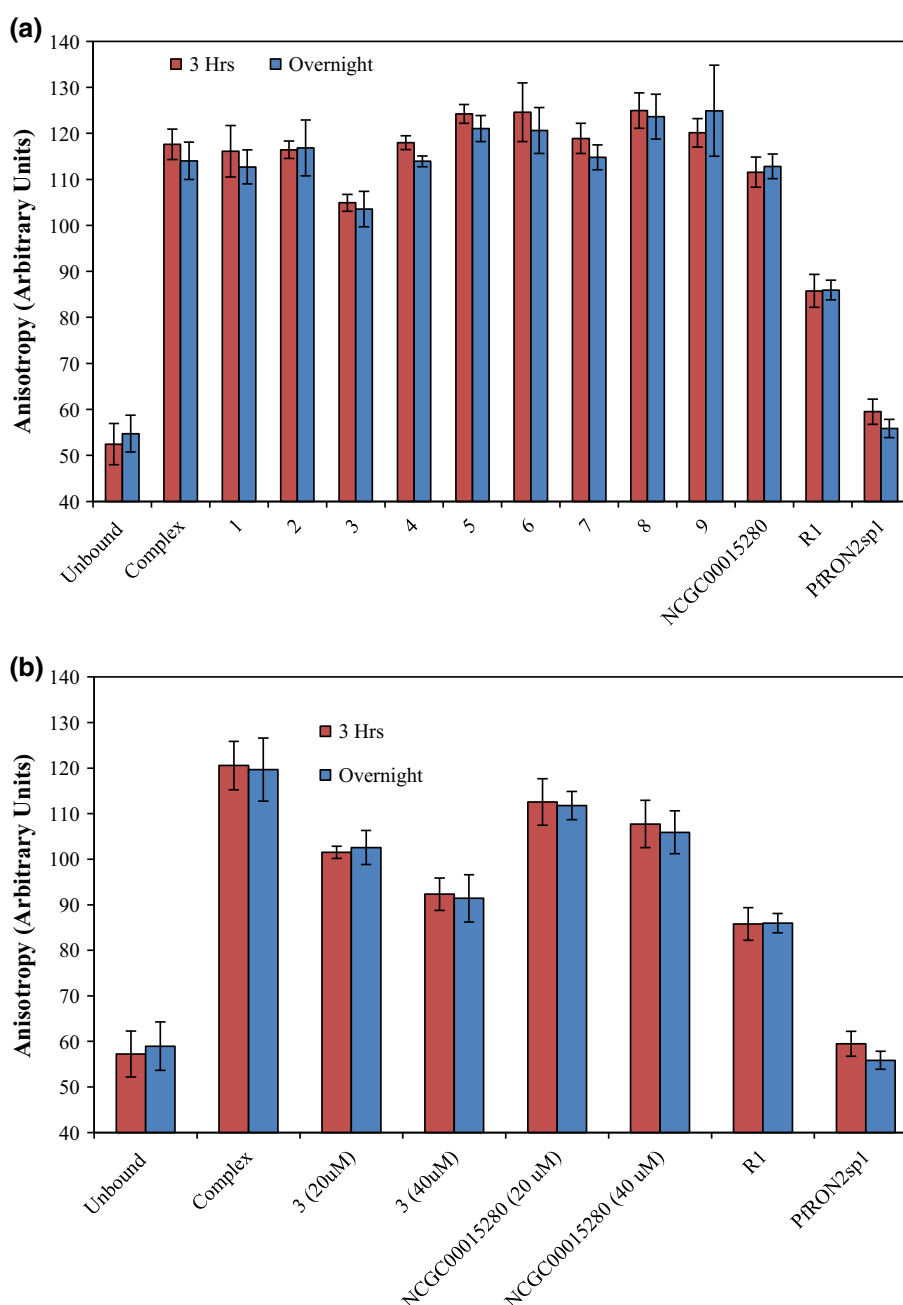 (a)
140
130
120
110
100
90
80
70
60
50
40
Anisotropy (Arbitrary Units)
3 Hrs
Overnight
Unbound
Complex
1
2
3
4
5
6
7
8
9
NCGC00015280
R1
PfRON2sp1
(b)
140
130
120
110
100
90
80
70
60
50
40
Anisotropy (Arbitrary Units)
3 Hrs
Overnight
Unbound
Complex
3 (20uM)
3 (40uM)
NCGC00015280 (20 uM)
NCGC00015280 (40 uM)
R1
PfRON2sp1